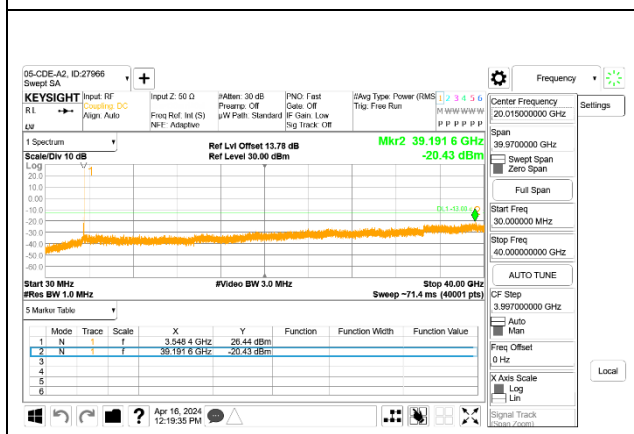 05-CDE-A2, ID:27966
Swept SA
+
Frequency
KEYSIGHT
Input: RF
Coupling: DC
Align: Auto
Input Z: 50 Ω
Freq Ref: Int (S)
NFE: Adaptive
#Atten: 30 dB
Preamp: Off
µW Path: Standard
PNO: Fast
Gate: Off
IF Gain: Low
Sig Track: Off
#Avg Type: Power (RMS
Trig: Free Run
1 2 3 4 5 6
M W W W W W
P P P P P P
R L
Center Frequency
20.015000000 GHz
Settings
Span
39.9700000 GHz
Swept Span
Zero Span
Full Span
Start Freq
30.000000 MHz
Stop Freq
40.000000000 GHz
AUTO TUNE
CF Step
3.997000000 GHz
Auto
Man
Freq Offset
0 Hz
X Axis Scale
Log
Lin
Signal Track
(Span Zoom)
Local
1 Spectrum
Scale/Div 10 dB
Ref Lvl Offset 13.78 dB
Ref Level 30.00 dBm
Mkr2 39.191 6 GHz
-20.43 dBm
Log
1
20.0
10.0
0.00
-10.0
-20.0
-30.0
-40.0
-50.0
-60.0
Start 30 MHz
#Res BW 1.0 MHz
#Video BW 3.0 MHz
Stop 40.00 GHz
Sweep ~71.4 ms (40001 pts)
5 Marker Table
Mode Trace Scale X Y Function Function Width Function Value
1 N 1 f 3.548 4 GHz 26.44 dBm
2 N 1 f 39.191 6 GHz -20.43 dBm
3
4
5
6
?
Apr 16, 2024
12:19:35 PM